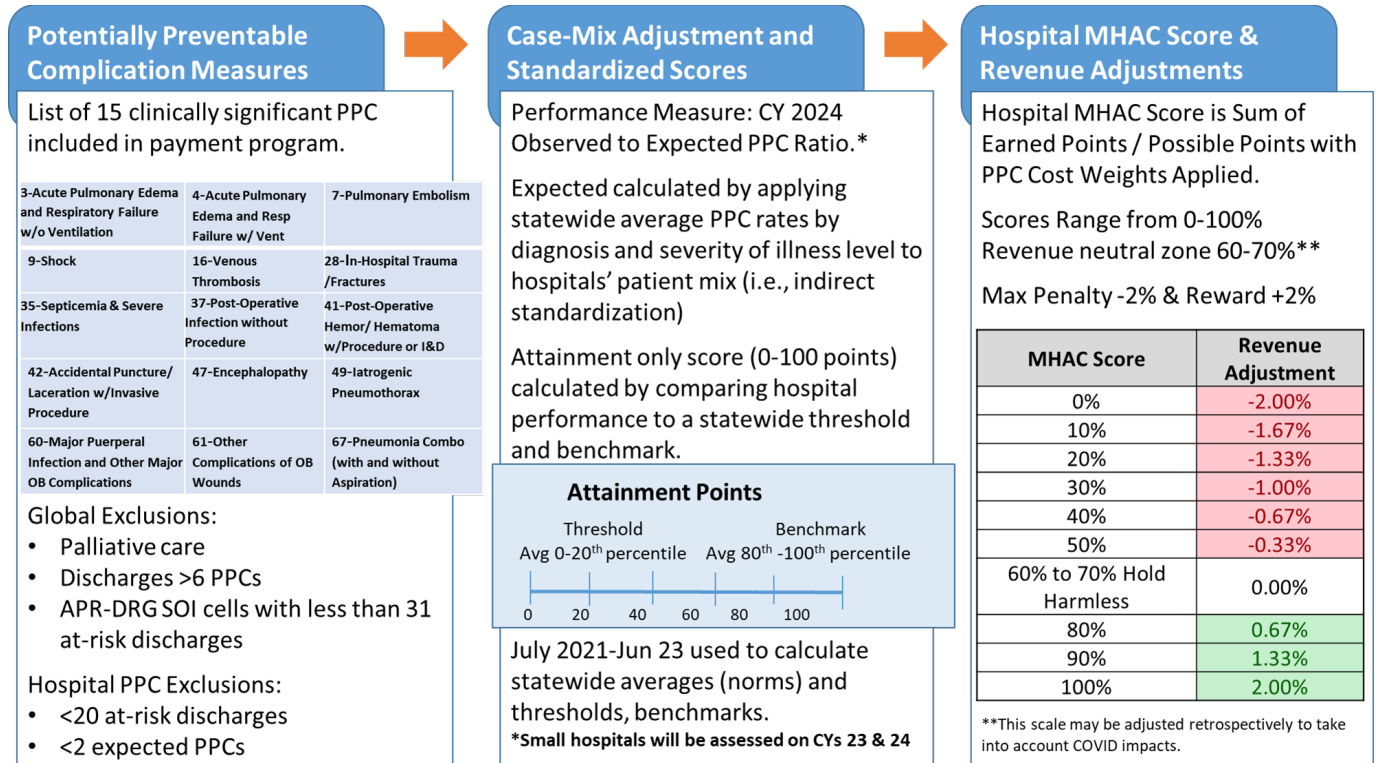 Potentially Preventable
Complication Measures
List of 15 clinically significant PPC
included in payment program.
3-Acute Pulmonary Edema
and Respiratory Failure
w/o Ventilation
4-Acute Pulmonary
Edema and Resp
Failure w/ Vent
7-Pulmonary Embolism
9-Shock
16-Venous
Thrombosis
28-In-Hospital Trauma
/Fractures
35-Septicemia & Severe
Infections
37-Post-Operative
Infection without
Procedure
41-Post-Operative
Hemor/ Hematoma
w/Procedure or I&D
42-Accidental Puncture/
Laceration w/Invasive
Procedure
47-Encephalopathy
49-Iatrogenic
Pneumothorax
60-Major Puerperal
Infection and Other Major
OB Complications
61-Other
Complications of OB
Wounds
67-Pneumonia Combo
(with and without
Aspiration)
Global Exclusions:
• Palliative care
• Discharges >6 PPCs
• APR-DRG SOI cells with less than 31
at-risk discharges
Hospital PPC Exclusions:
• <20 at-risk discharges
• <2 expected PPCs
Case-Mix Adjustment and
Standardized Scores
Performance Measure: CY 2024
Observed to Expected PPC Ratio.*
Expected calculated by applying
statewide average PPC rates by
diagnosis and severity of illness level to
hospitals' patient mix (i.e., indirect
standardization)
Attainment only score (0-100 points)
calculated by comparing hospital
performance to a statewide threshold
and benchmark.
Attainment Points
Threshold
Avg 0-20th percentile
Benchmark
Avg 80th -100th percentile
0 20 40 60 80 100
July 2021-Jun 23 used to calculate
statewide averages (norms) and
thresholds, benchmarks.
*Small hospitals will be assessed on CYs 23 & 24
Hospital MHAC Score &
Revenue Adjustments
Hospital MHAC Score is Sum of
Earned Points / Possible Points with
PPC Cost Weights Applied.
Scores Range from 0-100%
Revenue neutral zone 60-70%**
Max Penalty -2% & Reward +2%
MHAC Score
Revenue
Adjustment
0% -2.00%
10% -1.67%
20% -1.33%
30% -1.00%
40% -0.67%
50% -0.33%
60% to 70% Hold
Harmless
0.00%
80% 0.67%
90% 1.33%
100% 2.00%
**This scale may be adjusted retrospectively to take
into account COVID impacts.